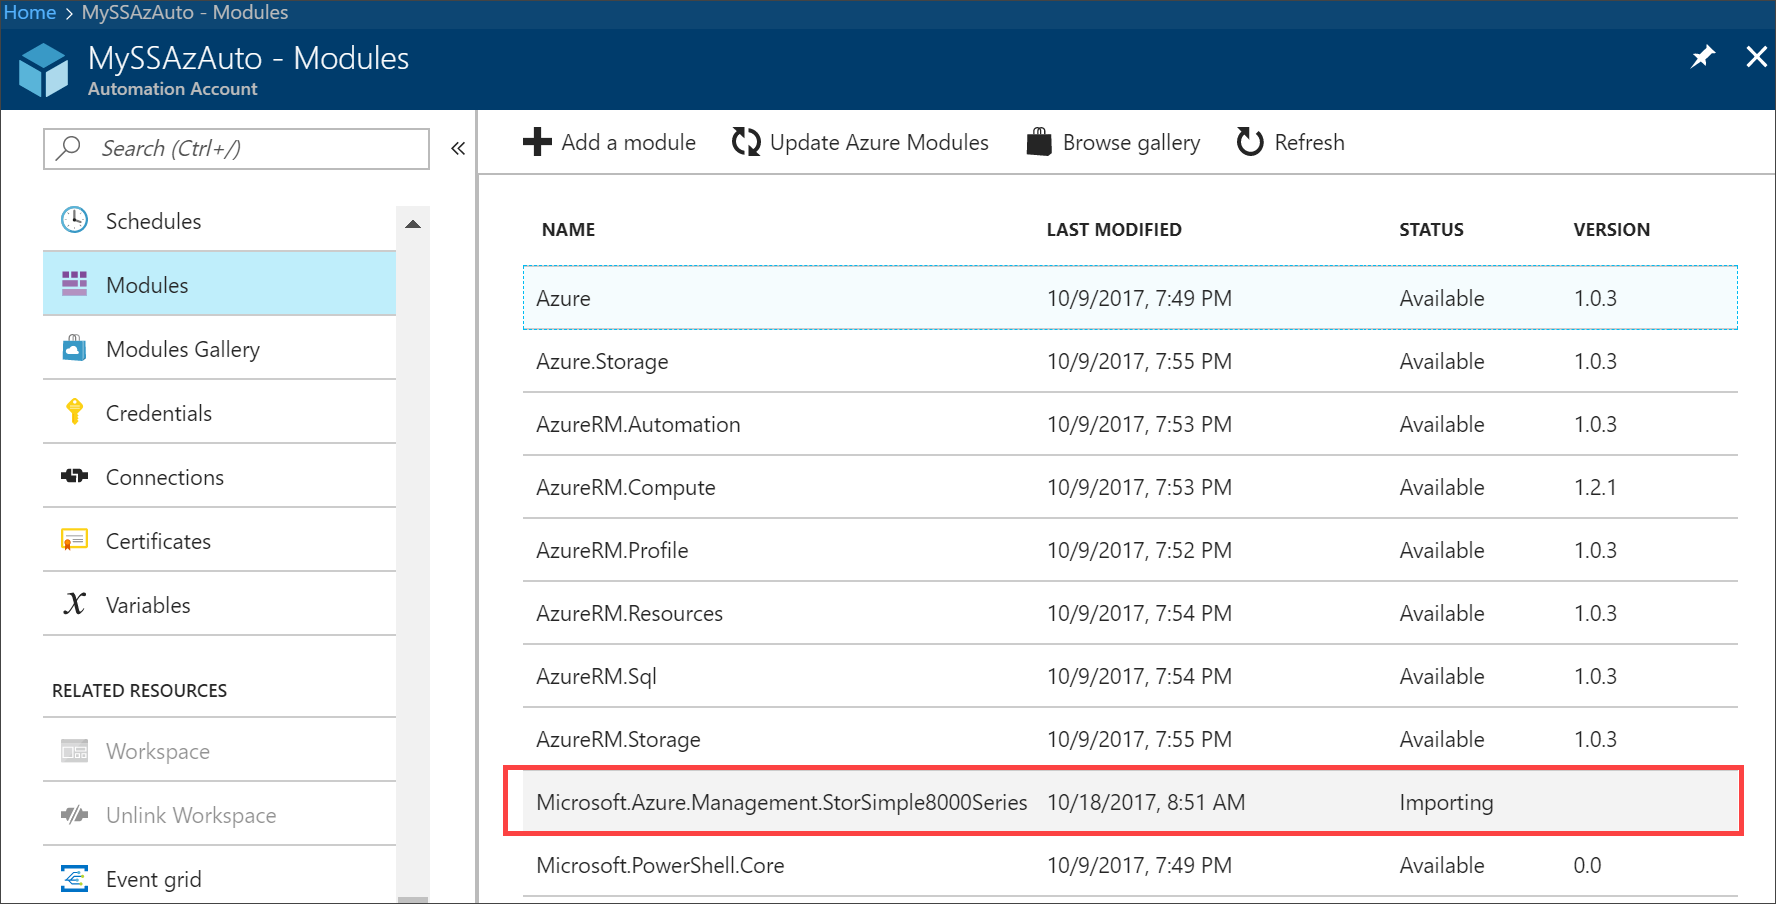 Home > MySSAzAuto - Modules
MySSAzAuto - Modules
Automation Account
Search (Ctrl+/)
«
Schedules
Modules
Modules Gallery
Credentials
Connections
Certificates
Variables
RELATED RESOURCES
Workspace
Unlink Workspace
Event grid
Add a module Update Azure Modules Browse gallery Refresh
NAME LAST MODIFIED STATUS VERSION
Azure 10/9/2017, 7:49 PM Available 1.0.3
Azure.Storage 10/9/2017, 7:55 PM Available 1.0.3
AzureRM.Automation 10/9/2017, 7:53 PM Available 1.0.3
AzureRM.Compute 10/9/2017, 7:53 PM Available 1.2.1
AzureRM.Profile 10/9/2017, 7:52 PM Available 1.0.3
AzureRM.Resources 10/9/2017, 7:54 PM Available 1.0.3
AzureRM.Sql 10/9/2017, 7:54 PM Available 1.0.3
AzureRM.Storage 10/9/2017, 7:55 PM Available 1.0.3
Microsoft.Azure.Management.StorSimple8000Series 10/18/2017, 8:51 AM Importing
Microsoft.PowerShell.Core 10/9/2017, 7:49 PM Available 0.0